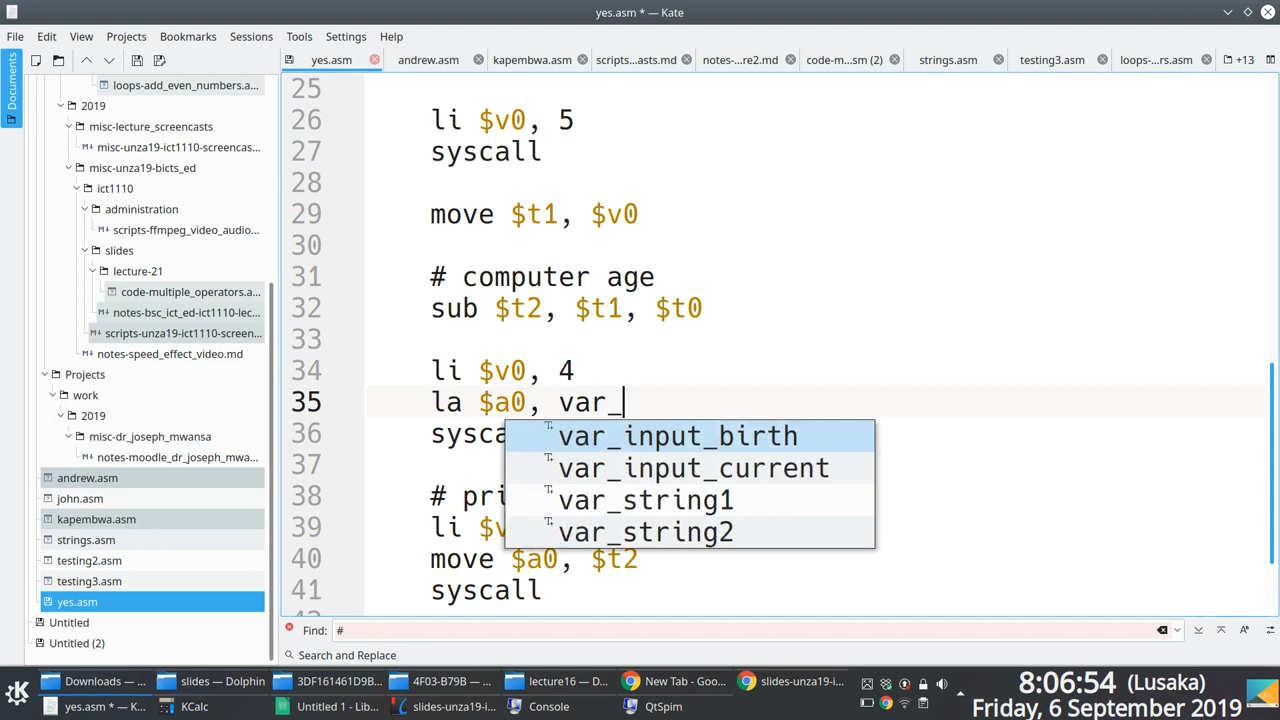 yes.asm * — Kate
File Edit View Projects Bookmarks Sessions Tools Settings Help
yes.asm andrew.asm kapembwa.asm scripts...asts.md notes-...re2.md code-m...sm (2) strings.asm testing3.asm loops-...rs.asm +13
Documents
loops-add_even_numbers.a...
2019
misc-lecture_screencasts
misc-unza19-ict1110-screencas...
misc-unza19-bicts_ed
ict1110
administration
scripts-ffmpeg_video_audio...
slides
lecture-21
code-multiple_operators.a...
notes-bsc_ict_ed-ict1110-lec...
scripts-unza19-ict1110-screen...
notes-speed_effect_video.md
Projects
work
2019
misc-dr_joseph_mwansa
notes-moodle_dr_joseph_mwa...
andrew.asm
john.asm
kapembwa.asm
strings.asm
testing2.asm
testing3.asm
yes.asm
Untitled
Untitled (2)
25
26 li $v0, 5
27 syscall
28
29 move $t1, $v0
30
31 # computer age
32 sub $t2, $t1, $t0
33
34 li $v0, 4
35 la $a0, var_
36 sysca
37
38 # pri
39 li $v
40 move $a0, $t2
41 syscall
var_input_birth
var_input_current
var_string1
var_string2
Find: #
Search and Replace
Downloads — ... slides — Dolphin 3DF161461D9B... 4F03-B79B — ... lecture16 — D... New Tab - Goo... slides-unza19-i...
yes.asm — K... KCalc Untitled 1 - Lib... slides-unza19-i... Console QtSpim
8:06:54 (Lusaka)
Friday, 6 September 2019